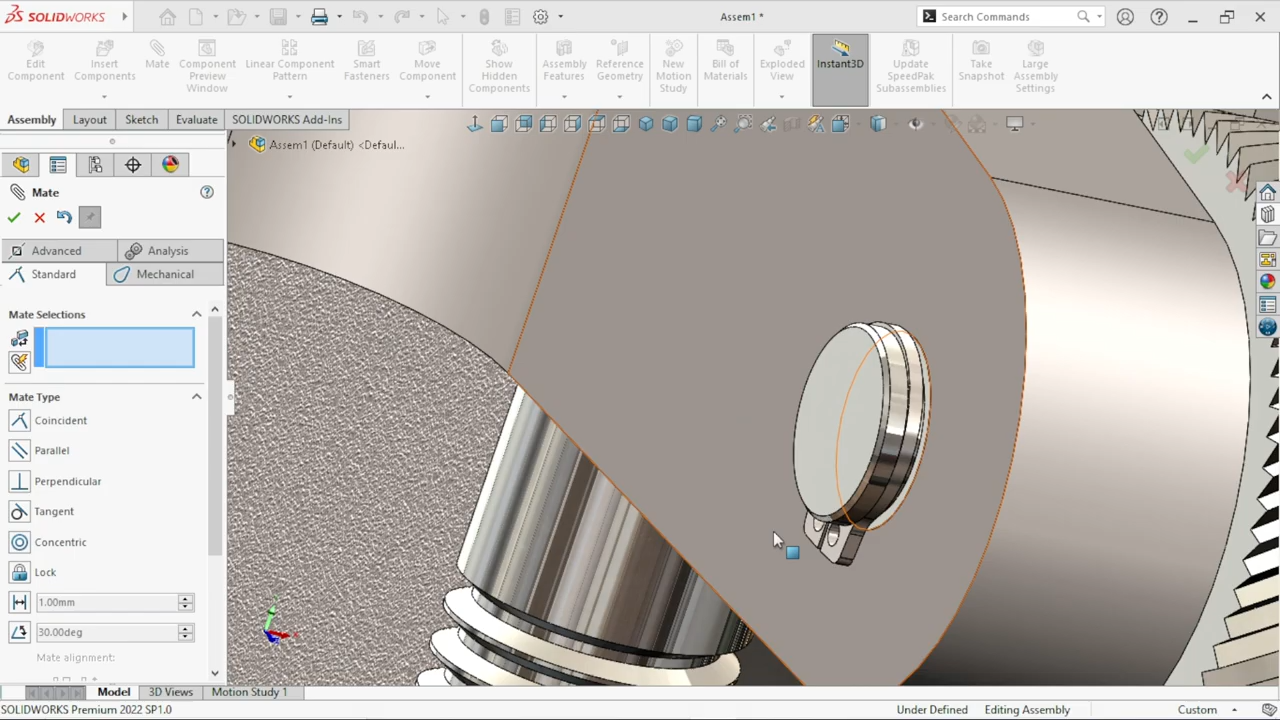 SOLIDWORKS
Assem1 *
Search Commands
Edit Component
Insert Components
Mate
Component Preview Window
Linear Component Pattern
Smart Fasteners
Move Component
Show Hidden Components
Assembly Features
Reference Geometry
New Motion Study
Bill of Materials
Exploded View
Instant3D
Update SpeedPak Subassemblies
Take Snapshot
Large Assembly Settings
Assembly
Layout
Sketch
Evaluate
SOLIDWORKS Add-Ins
Assem1 (Default) <Defaul...
Mate
Advanced
Analysis
Standard
Mechanical
Mate Selections
Mate Type
Coincident
Parallel
Perpendicular
Tangent
Concentric
Lock
1.00mm
30.00deg
Mate alignment:
Model
3D Views
Motion Study 1
SOLIDWORKS Premium 2022 SP1.0
Under Defined
Editing Assembly
Custom